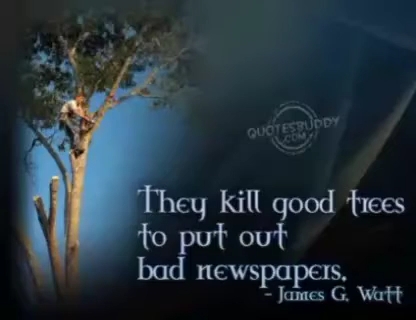 QUOTESBUDDY
.COM
They kill good trees
to put out
bad newspapers.
- James G. Watt